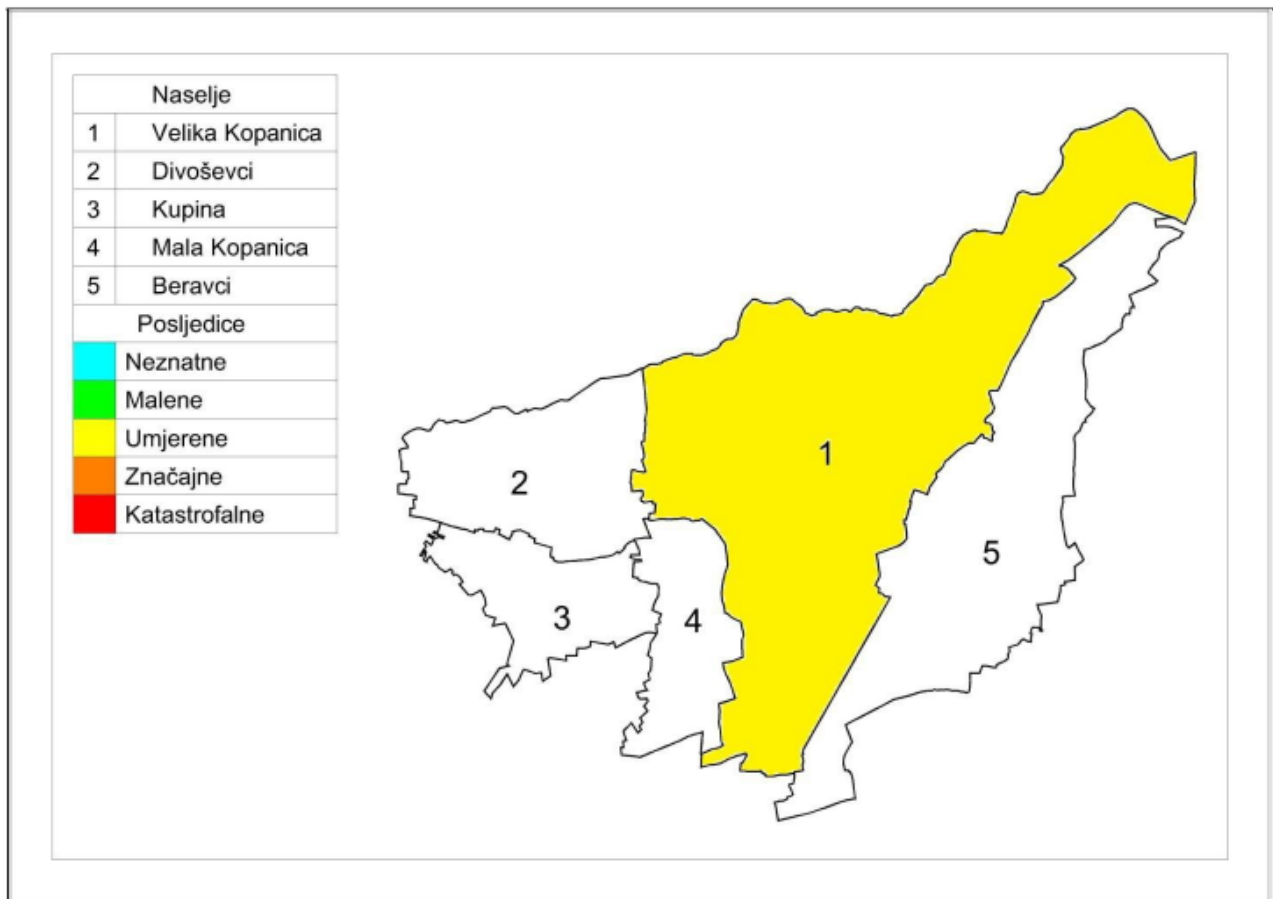 Naselje
1 Velika Kopanica
2 Divoševci
3 Kupina
4 Mala Kopanica
5 Beravci
Posljedice
Neznatne
Malene
Umjerene
Značajne
Katastrofalne
1
2
5
3
4